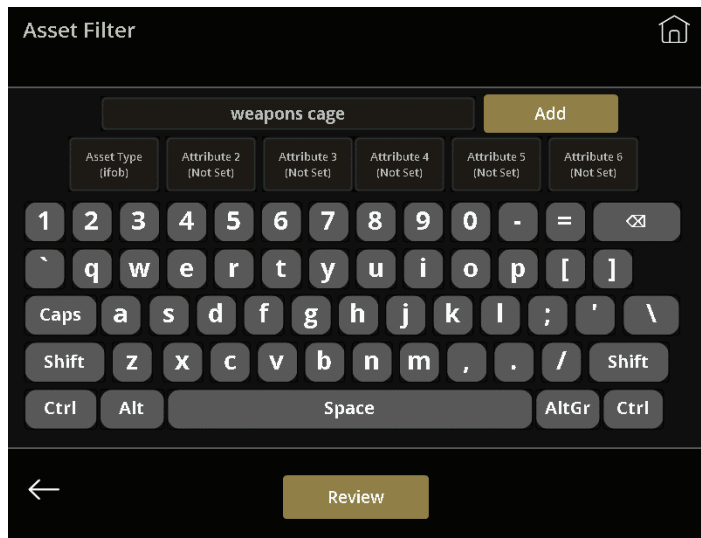 Asset Filter
weapons cage Add
Asset Type Attribute 2 Attribute 3 Attribute 4 Attribute 5 Attribute 6
(ifob) (Not Set) (Not Set) (Not Set) (Not Set) (Not Set)
1 2 3 4 5 6 7 8 9 0 - =
` q w e r t y u i o p [ ]
Caps a s d f g h j k l ; ' \
Shift z x c v b n m , . / Shift
Ctrl Alt Space AltGr Ctrl
Review